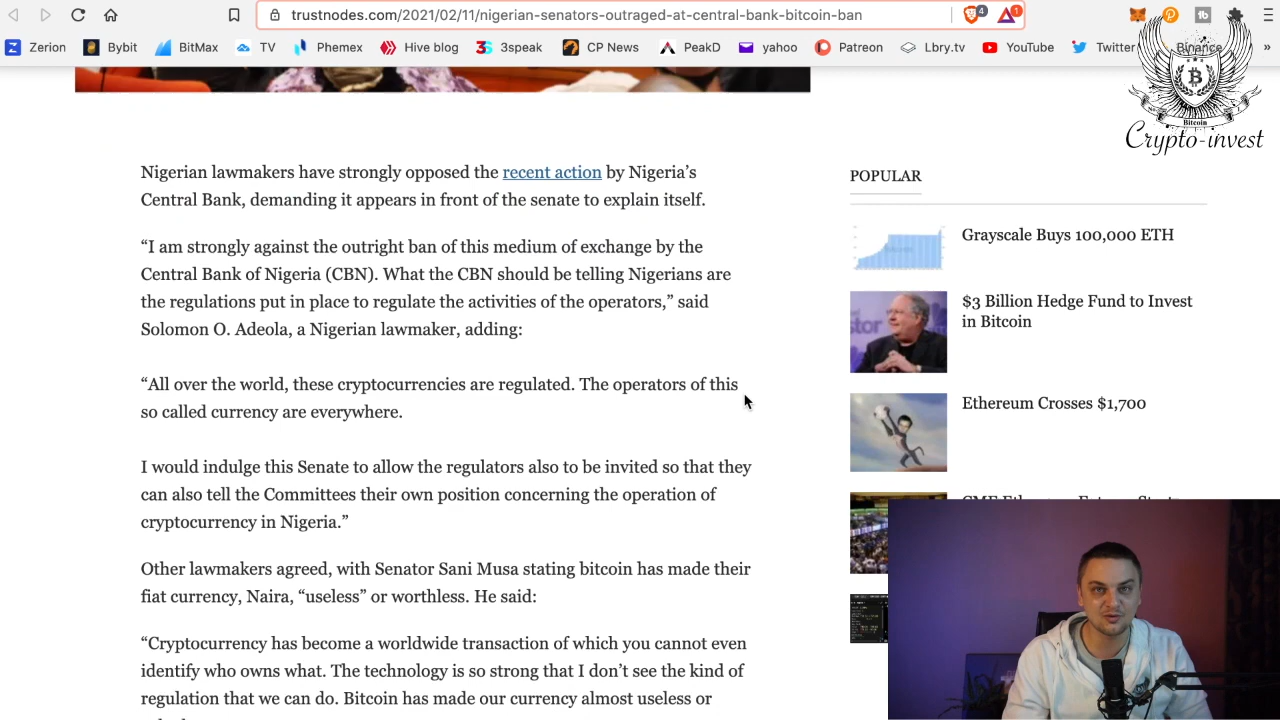 trustnodes.com/2021/02/11/nigerian-senators-outraged-at-central-bank-bitcoin-ban
4
1
Zerion
Bybit
BitMax
TV
Phemex
Hive blog
3speak
CP News
PeakD
yahoo
Patreon
Lbry.tv
YouTube
Twitter
Binance
»
Bitcoin
Crypto-invest
Nigerian lawmakers have strongly opposed the recent action by Nigeria’s
Central Bank, demanding it appears in front of the senate to explain itself.
“I am strongly against the outright ban of this medium of exchange by the
Central Bank of Nigeria (CBN). What the CBN should be telling Nigerians are
the regulations put in place to regulate the activities of the operators,” said
Solomon O. Adeola, a Nigerian lawmaker, adding:
“All over the world, these cryptocurrencies are regulated. The operators of this
so called currency are everywhere.
I would indulge this Senate to allow the regulators also to be invited so that they
can also tell the Committees their own position concerning the operation of
cryptocurrency in Nigeria.”
Other lawmakers agreed, with Senator Sani Musa stating bitcoin has made their
fiat currency, Naira, “useless” or worthless. He said:
“Cryptocurrency has become a worldwide transaction of which you cannot even
identify who owns what. The technology is so strong that I don’t see the kind of
regulation that we can do. Bitcoin has made our currency almost useless or
POPULAR
Grayscale Buys 100,000 ETH
$3 Billion Hedge Fund to Invest
in Bitcoin
Ethereum Crosses $1,700